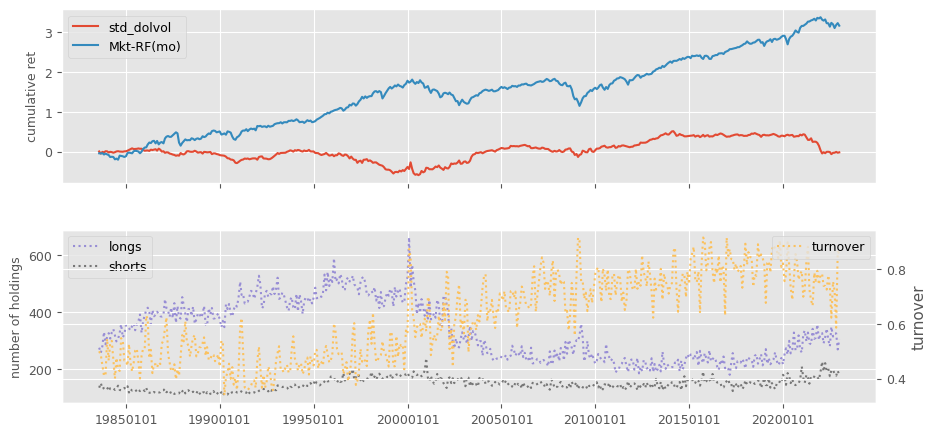 std_dolvol
Mkt-RF(mo)
cumulative ret
3
2
1
0
longs
shorts
turnover
number of holdings
600
400
200
0.8
0.6
0.4
turnover
19850101 19900101 19950101 20000101 20050101 20100101 20150101 20200101